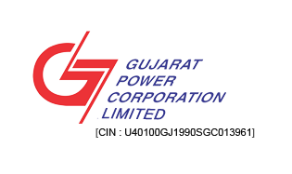 GUJARAT
POWER
CORPORATION
LIMITED
[CIN : U40100GJ1990SGC013961]